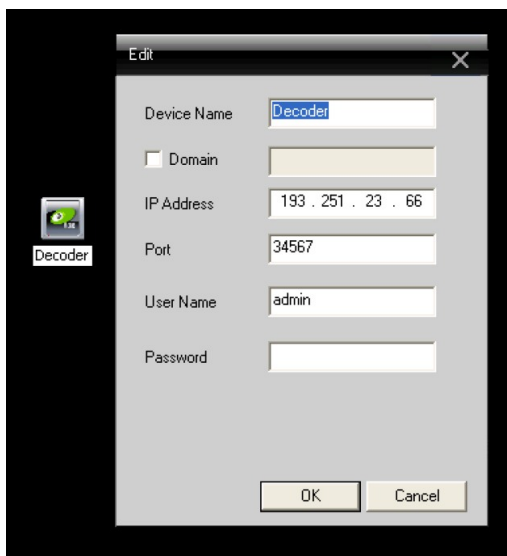 Edit
Device Name Decoder
Domain
IP Address 193 . 251 . 23 . 66
Decoder
Port 34567
User Name admin
Password
OK Cancel